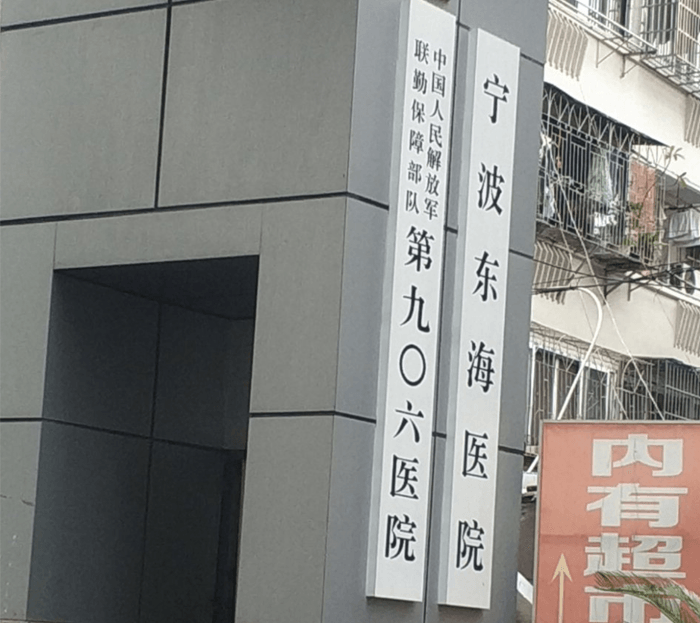 中国人民解放军
联勤保障部队
第九〇六医院
宁波东海医院
内有超市